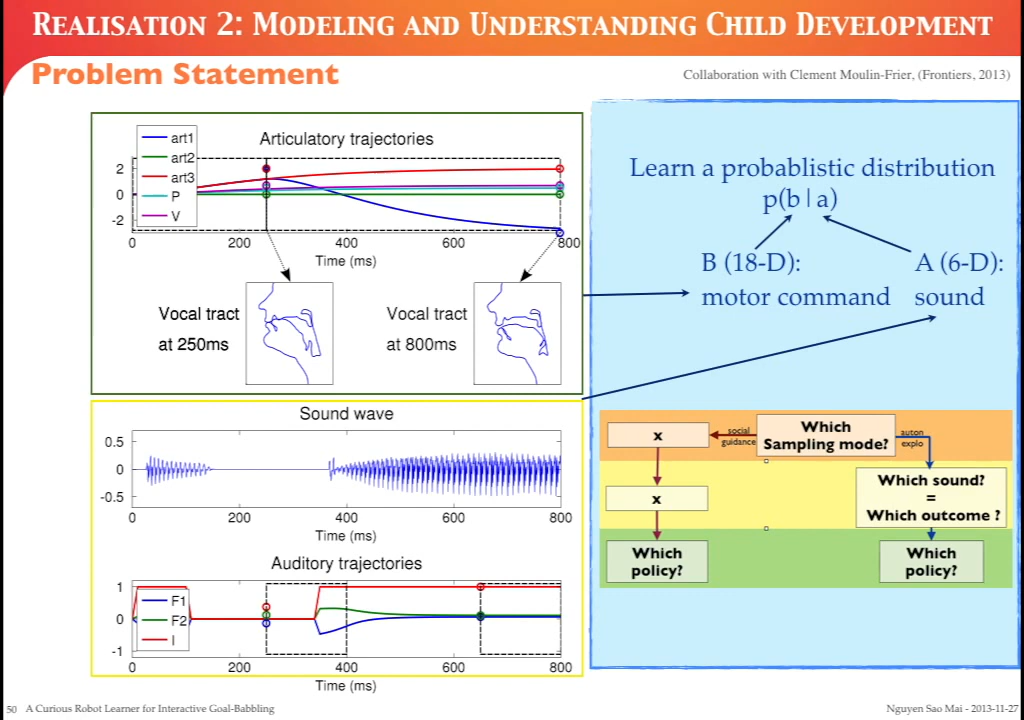 Realisation 2: Modeling and Understanding Child Development
Problem Statement
Collaboration with Clement Moulin-Frier, (Frontiers, 2013)
Articulatory trajectories
art1
art2
art3
P
V
2
0
-2
0 200 400 600 800
Time (ms)
Vocal tract
at 250ms
Vocal tract
at 800ms
Sound wave
0.5
0
-0.5
0 200 400 600 800
Time (ms)
Auditory trajectories
F1
F2
I
1
0
-1
0 200 400 600 800
Time (ms)
Learn a probablistic distribution
p(b|a)
B (18-D):
motor command
A (6-D):
sound
Which
Sampling mode?
social
guidance
auton
explo
x
x
Which
policy?
Which sound?
=
Which outcome ?
Which
policy?
50 A Curious Robot Learner for Interactive Goal-Babbling
Nguyen Sao Mai - 2013-11-27